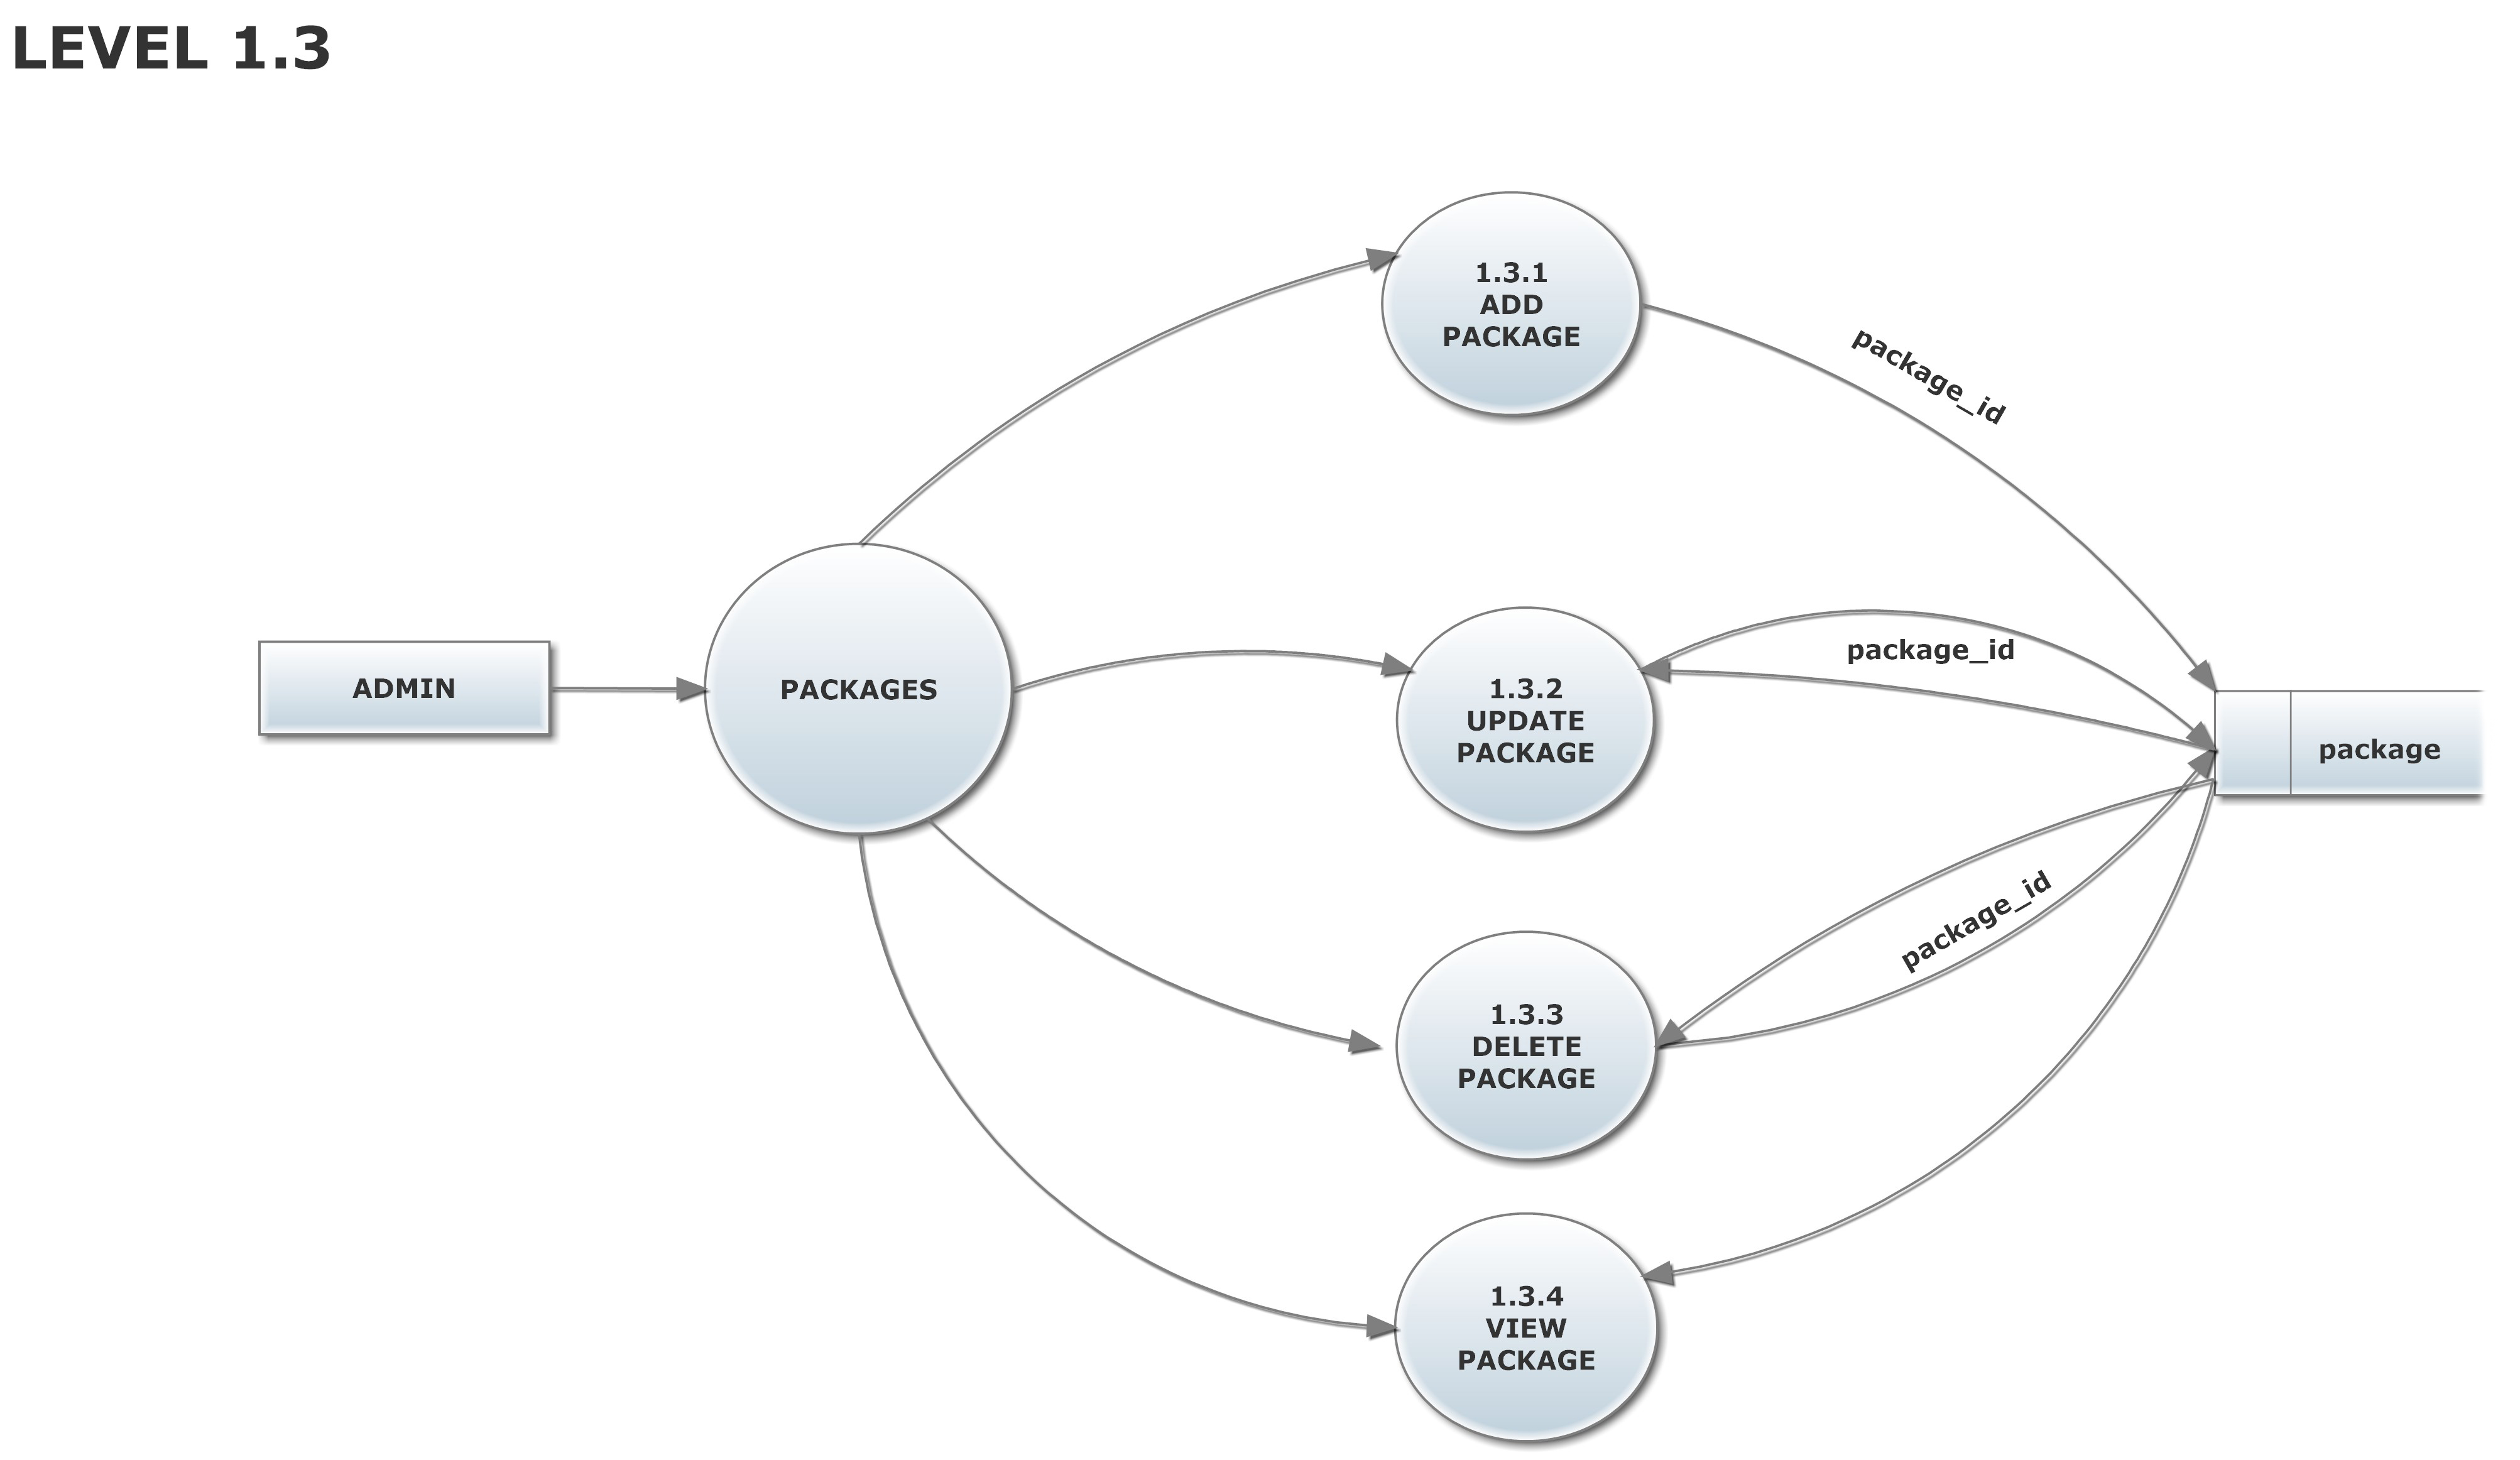 LEVEL 1.3
1.3.1
ADD
PACKAGE
package_id
ADMIN
PACKAGES
1.3.2
UPDATE
PACKAGE
package_id
package
1.3.3
DELETE
PACKAGE
package_id
1.3.4
VIEW
PACKAGE